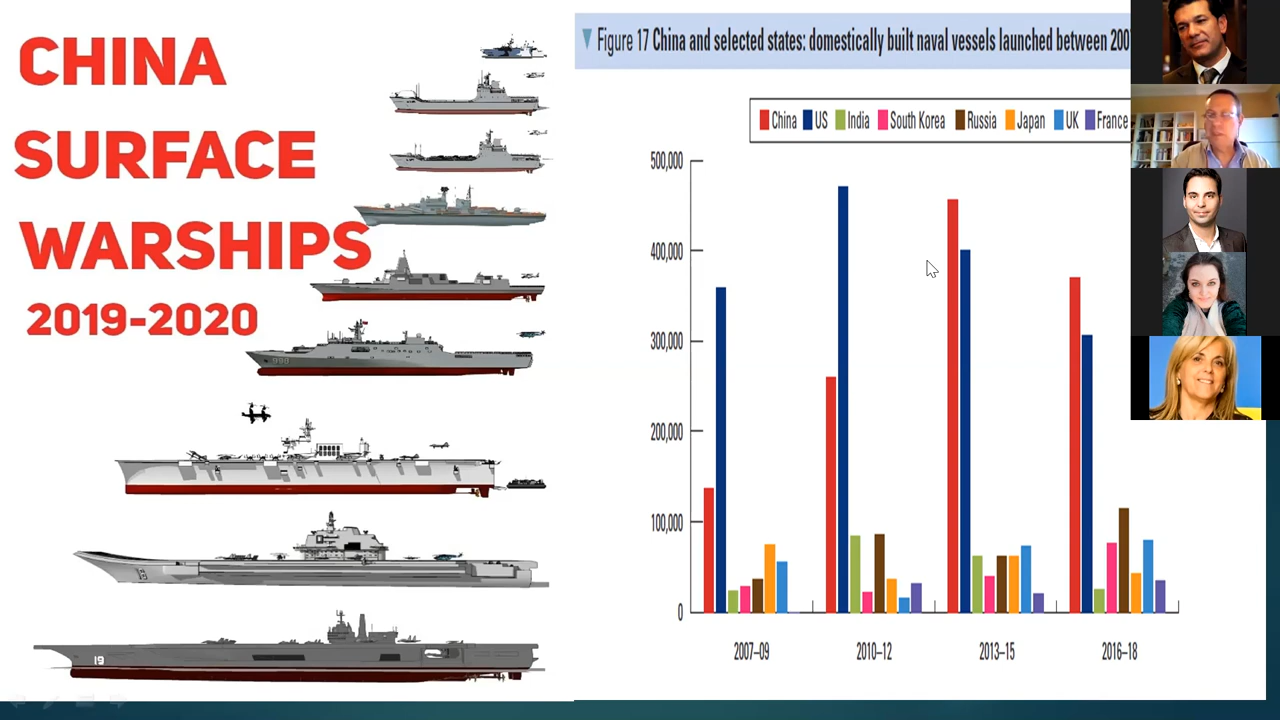 CHINA
SURFACE
WARSHIPS
2019-2020
998
19
Figure 17 China and selected states: domestically built naval vessels launched between
China US India South Korea Russia Japan UK France
500,000
400,000
300,000
200,000
100,000
0
2007–09 2010–12 2013–15 2016–18